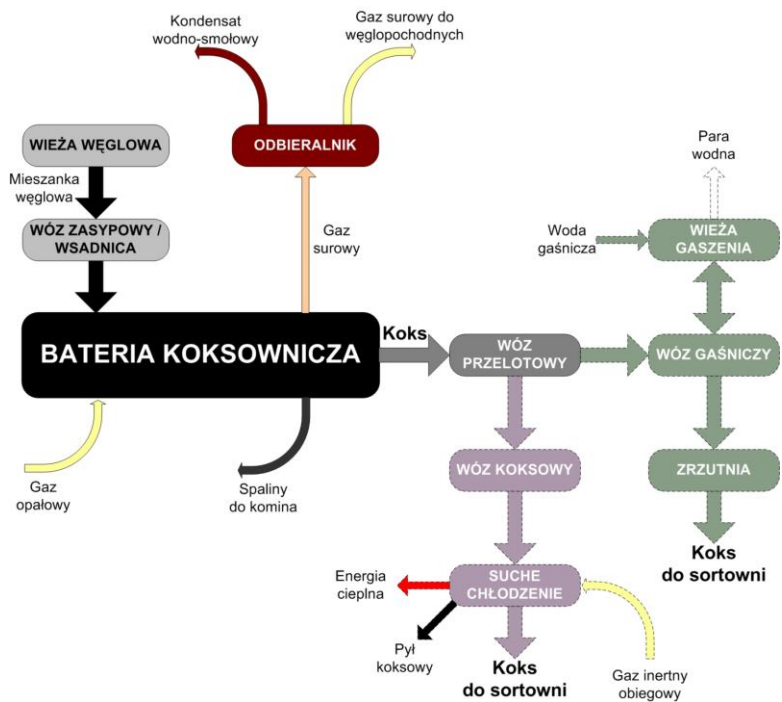 Kondensat
wodno-smołowy
Gaz surowy do
węglopochodnych
WIEŻA WĘGLOWA
ODBIERALNIK
Mieszanka
węglowa
WÓZ ZASYPOWY /
WSADNICA
Gaz
surowy
Para
wodna
Woda
gaśnicza
WIEŻA
GASZENIA
BATERIA KOKSOWNICZA
Koks
WÓZ
PRZELOTOWY
WÓZ GAŚNICZY
Gaz
opałowy
Spaliny
do komina
WÓZ KOKSOWY
ZRZUTNIA
Koks
do sortowni
Energia
cieplna
SUCHE
CHŁODZENIE
Pył
koksowy
Koks
do sortowni
Gaz inertny
obiegowy